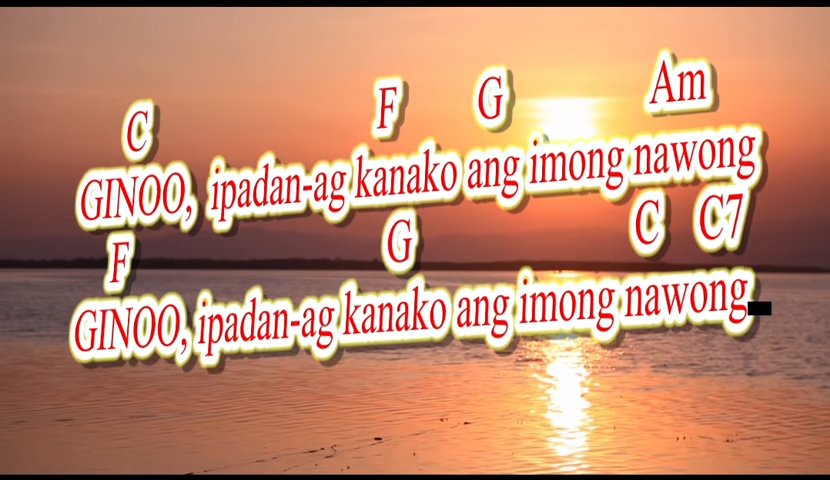 C F G Am
GINOO, ipadan-ag kanako ang imong nawong
F G C C7
GINOO, ipadan-ag kanako ang imong nawong